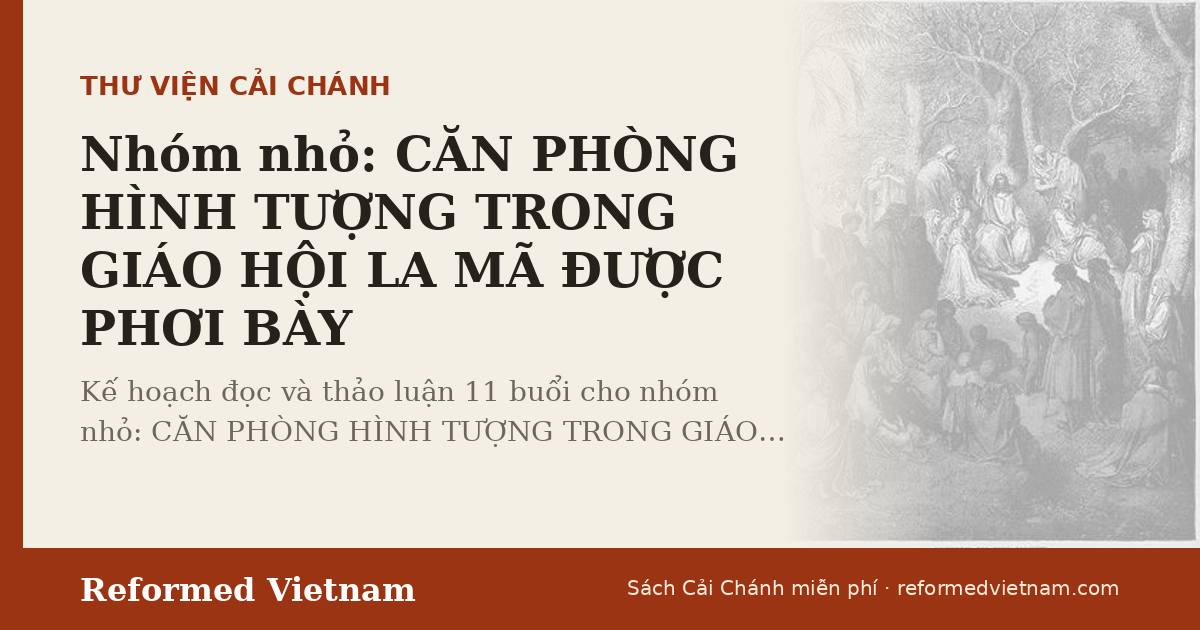 THƯ VIỆN CẢI CHÁNH
Nhóm nhỏ: CĂN PHÒNG
HÌNH TƯỢNG TRONG
GIÁO HỘI LA MÃ ĐƯỢC
PHƠI BÀY
Kế hoạch đọc và thảo luận 11 buổi cho nhóm
nhỏ: CĂN PHÒNG HÌNH TƯỢNG TRONG GIÁO…
Reformed Vietnam
Sách Cải Chánh miễn phí · reformedvietnam.com